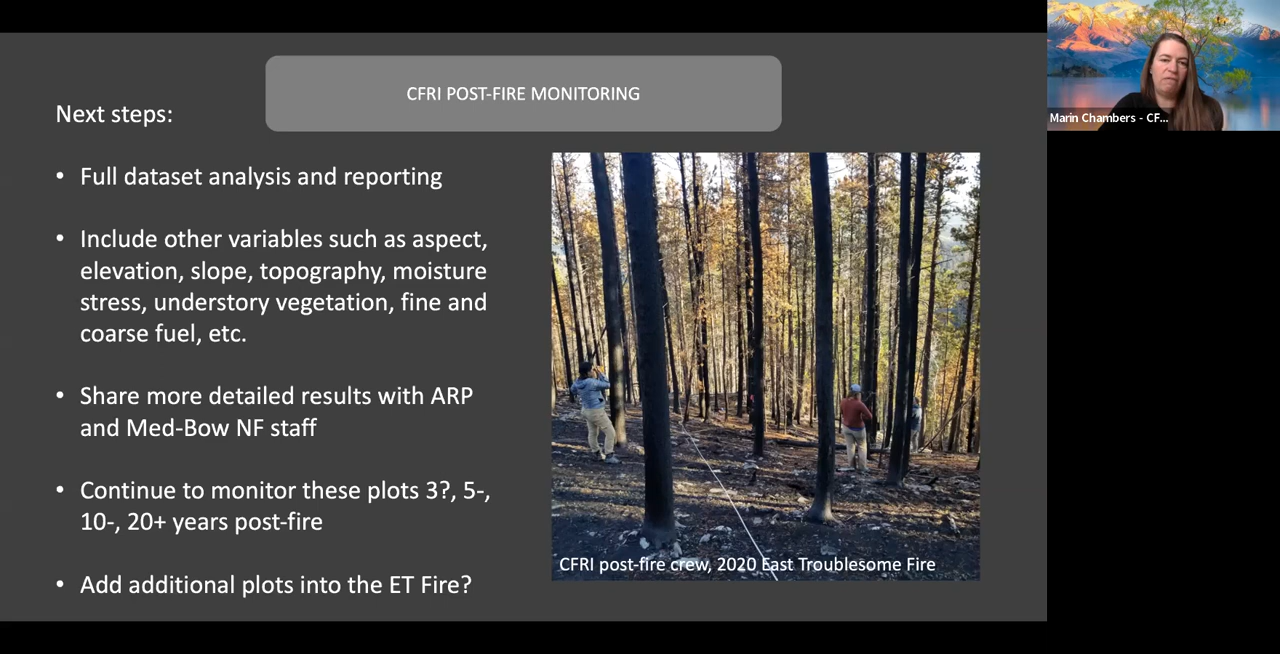 CFRI POST-FIRE MONITORING
Next steps:
• Full dataset analysis and reporting
• Include other variables such as aspect,
elevation, slope, topography, moisture
stress, understory vegetation, fine and
coarse fuel, etc.
• Share more detailed results with ARP
and Med-Bow NF staff
• Continue to monitor these plots 3?, 5-,
10-, 20+ years post-fire
• Add additional plots into the ET Fire?
CFRI post-fire crew, 2020 East Troublesome Fire
Marin Chambers - CF...